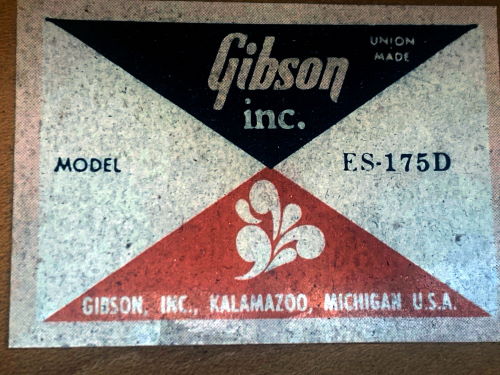 Gibson
inc.
UNION
MADE
MODEL ES-175D
GIBSON, INC., KALAMAZOO, MICHIGAN U.S.A.